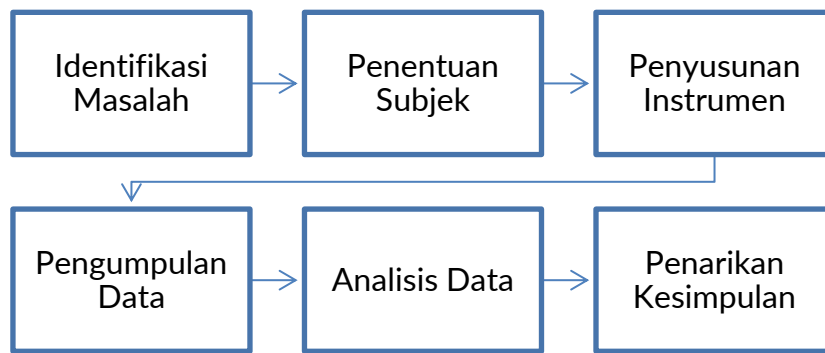 Identifikasi
Masalah
Penentuan
Subjek
Penyusunan
Instrumen
Pengumpulan
Data
Analisis Data
Penarikan
Kesimpulan